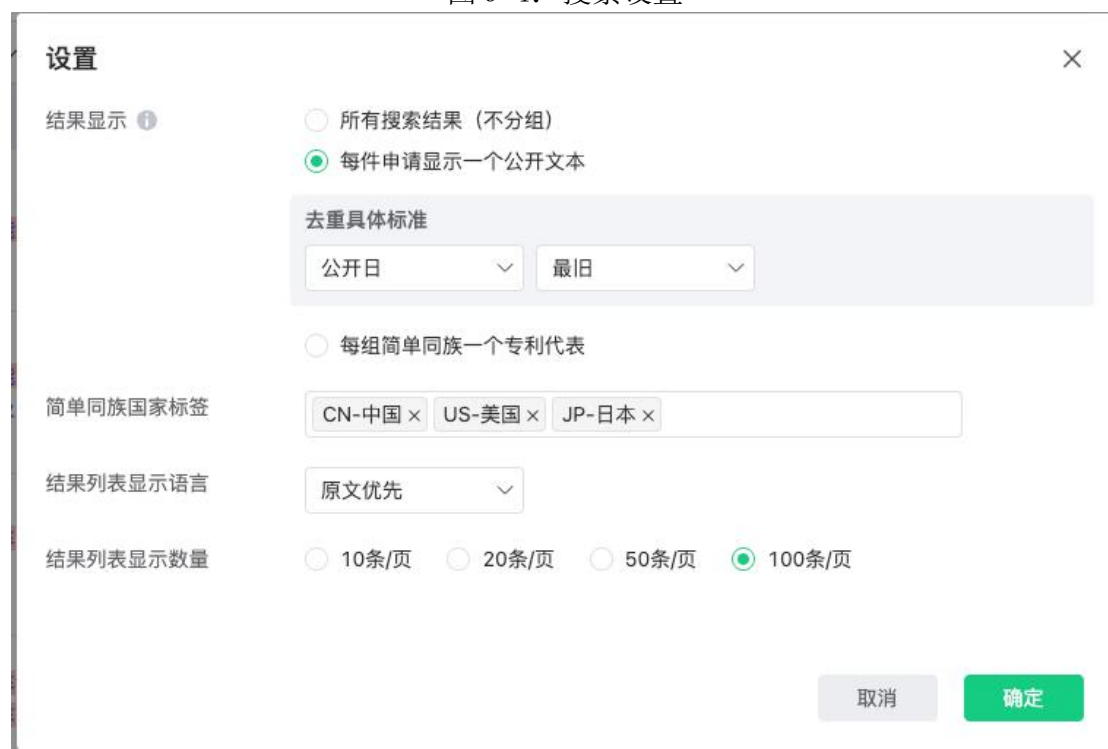 设置
结果显示
所有搜索结果（不分组）
每件申请显示一个公开文本
去重具体标准
公开日 最旧
每组简单同族一个专利代表
简单同族国家标签 CN-中国 × US-美国 × JP-日本 ×
结果列表显示语言 原文优先
结果列表显示数量 10条/页 20条/页 50条/页 100条/页
取消 确定